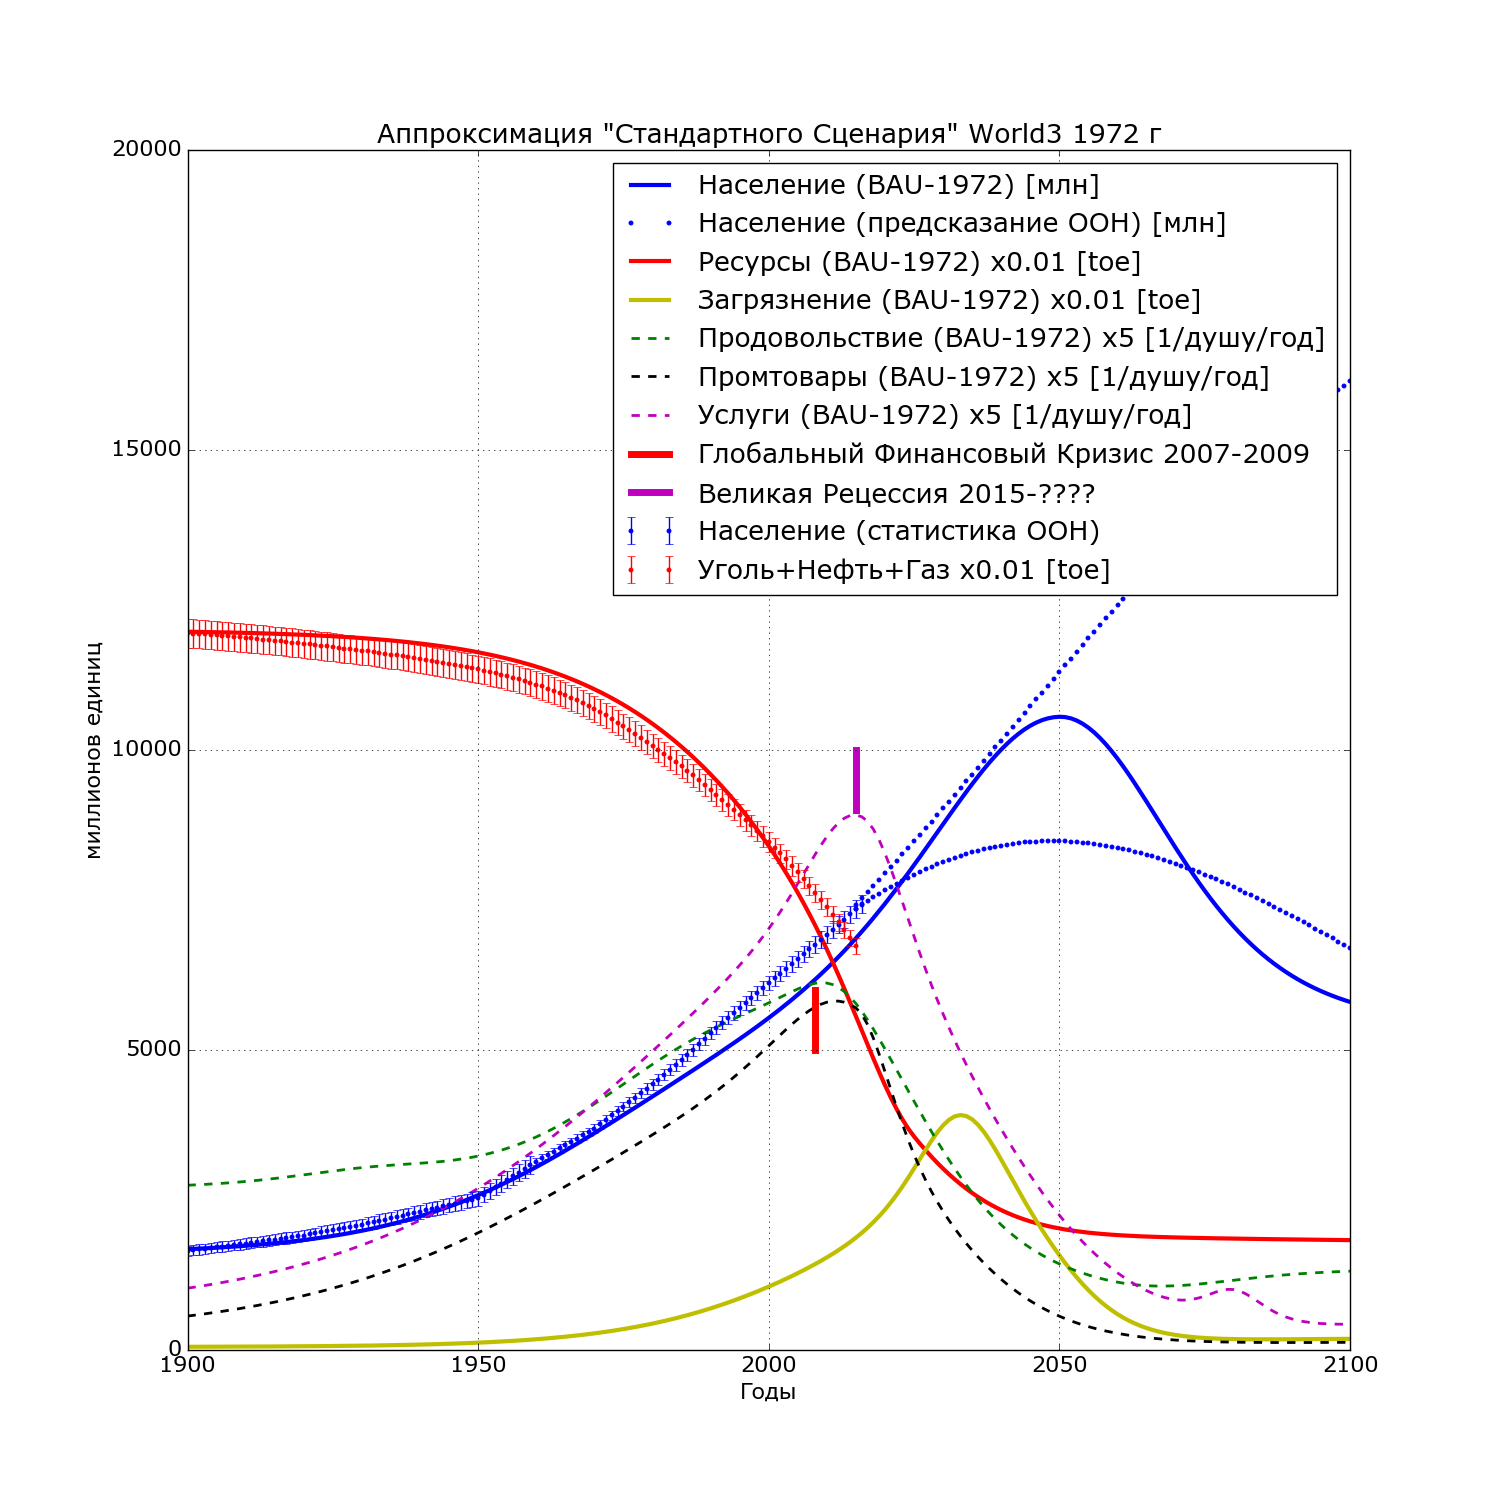 Аппроксимация "Стандартного Сценария" World3 1972 г
20000
15000
10000
5000
0
миллионов единиц
Население (BAU-1972) [млн]
Население (предсказание ООН) [млн]
Ресурсы (BAU-1972) x0.01 [toe]
Загрязнение (BAU-1972) x0.01 [toe]
Продовольствие (BAU-1972) x5 [1/душу/год]
Промтовары (BAU-1972) x5 [1/душу/год]
Услуги (BAU-1972) x5 [1/душу/год]
Глобальный Финансовый Кризис 2007-2009
Великая Рецессия 2015-????
Население (статистика ООН)
Уголь+Нефть+Газ x0.01 [toe]
1900 1950 2000 2050 2100
Годы